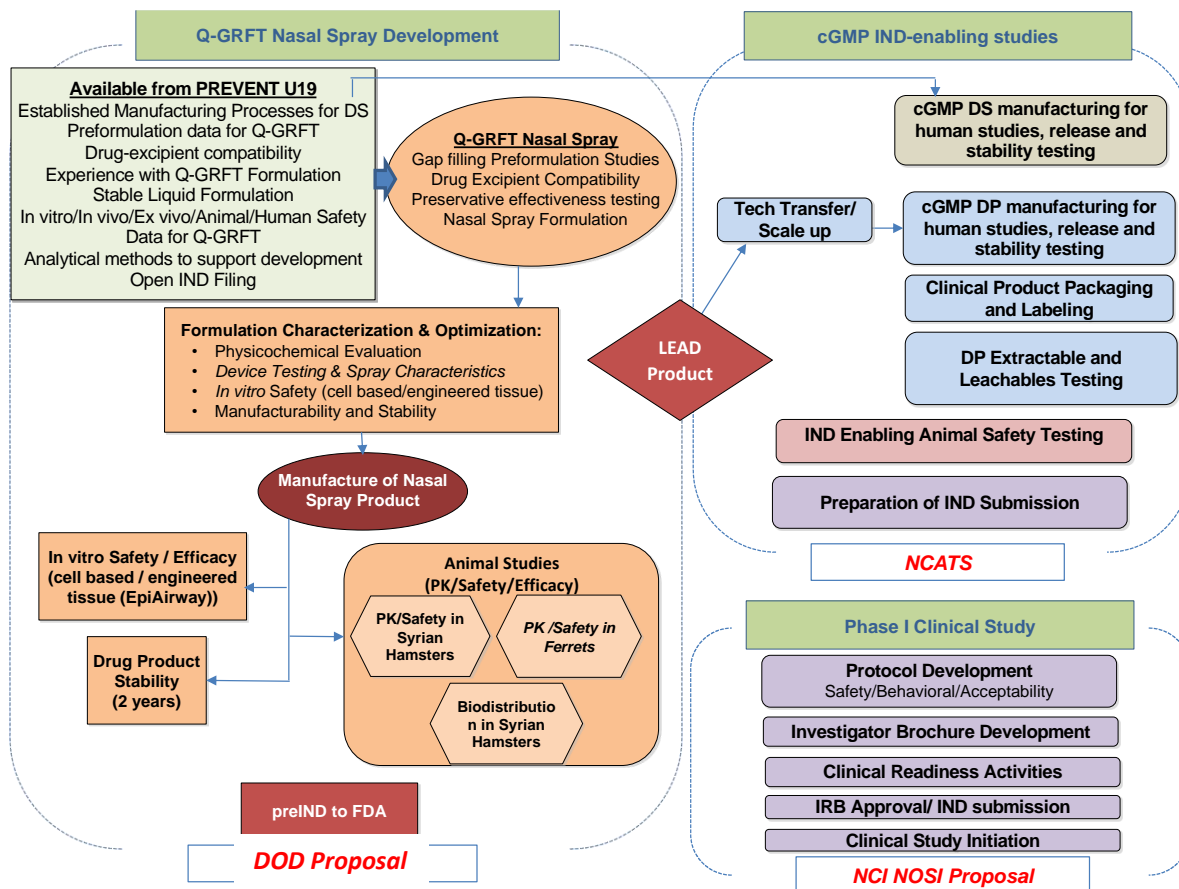 Q-GRFT Nasal Spray Development
Available from PREVENT U19
Established Manufacturing Processes for DS
Preformulation data for Q-GRFT
Drug-excipient compatibility
Experience with Q-GRFT Formulation
Stable Liquid Formulation
In vitro/In vivo/Ex vivo/Animal/Human Safety
Data for Q-GRFT
Analytical methods to support development
Open IND Filing
Q-GRFT Nasal Spray
Gap filling Preformulation Studies
Drug Excipient Compatibility
Preservative effectiveness testing
Nasal Spray Formulation
Formulation Characterization & Optimization:
• Physicochemical Evaluation
• Device Testing & Spray Characteristics
• In vitro Safety (cell based/engineered tissue)
• Manufacturability and Stability
Manufacture of Nasal
Spray Product
In vitro Safety / Efficacy
(cell based / engineered
tissue (EpiAirway))
Drug Product
Stability
(2 years)
Animal Studies
(PK/Safety/Efficacy)
PK/Safety in
Syrian
Hamsters
PK /Safety in
Ferrets
Biodistributio
n in Syrian
Hamsters
preIND to FDA
DOD Proposal
cGMP IND-enabling studies
cGMP DS manufacturing for
human studies, release and
stability testing
Tech Transfer/
Scale up
cGMP DP manufacturing for
human studies, release and
stability testing
Clinical Product Packaging
and Labeling
LEAD
Product
DP Extractable and
Leachables Testing
IND Enabling Animal Safety Testing
Preparation of IND Submission
NCATS
Phase I Clinical Study
Protocol Development
Safety/Behavioral/Acceptability
Investigator Brochure Development
Clinical Readiness Activities
IRB Approval/ IND submission
Clinical Study Initiation
NCI NOSI Proposal